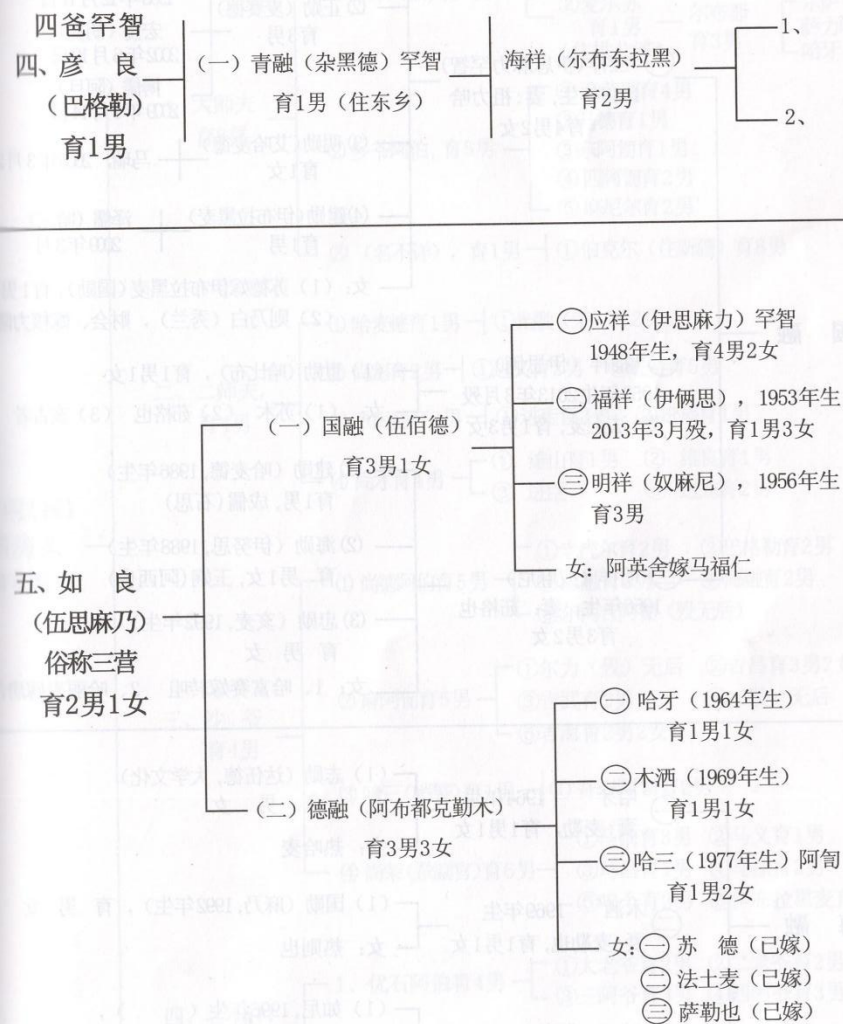 四爸罕智
四、彦 良
（巴格勒）
育1男
（一）青融（杂黑德）罕智
育1男（住东乡）
海祥（尔布东拉黑）
育2男
1、
2、
五、如 良
（伍思麻乃）
俗称三营
育2男1女
（一）国融（伍佰德）
育3男1女
㊀应祥（伊思麻力）罕智
1948年生，育4男2女
㊁福祥（伊俩思），1953年生
2013年3月殁，育1男3女
㊂明祥（奴麻尼），1956年生
育3男
女：阿英舍嫁马福仁
（二）德融（阿布都克勤木）
育3男3女
㊀哈牙（1964年生）
育1男1女
㊁木洒（1969年生）
育1男1女
㊂哈三（1977年生）阿訇
育1男2女
女：㊀苏 德（已嫁）
㊁法土麦（已嫁）
㊂萨勒也（已嫁）